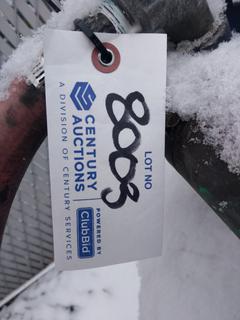 CENTURY
AUCTIONS
A DIVISION OF CENTURY SERVICES
POWERED BY
ClubBid
LOT NO
8003